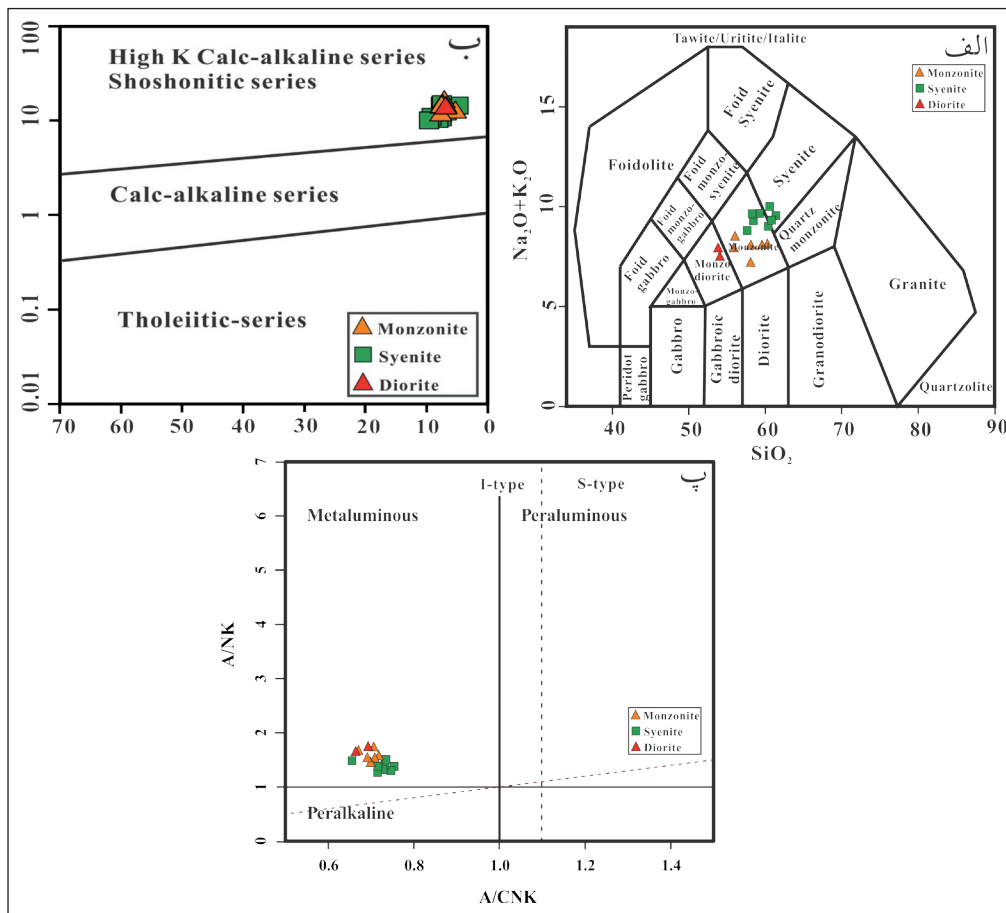 ب
100
10
1
0.1
0.01
High K Calc-alkaline series
Shoshonitic series
Calc-alkaline series
Tholeiitic-series
Monzonite
Syenite
Diorite
70 60 50 40 30 20 10 0
الف
Tawite/Uritite/Italite
Monzonite
Syenite
Diorite
Na₂O+K₂O
15
10
5
0
Foid
Syenite
Foidolite
Foid
monzo-
syenite
Syenite
Foid
monzo-
gabbro
Quartz
monzonite
Monzonite
Foid
gabbro
Monzo
diorite
Monzo-
gabbro
Granite
Peridot
gabbro
Gabbro
Gabbroic
diorite
Diorite
Granodiorite
Quartzolite
40 50 60 70 80 90
SiO₂
پ
I-type
S-type
Metaluminous
Peraluminous
A/NK
7
6
5
4
3
2
1
0
Monzonite
Syenite
Diorite
Peralkaline
0.6 0.8 1.0 1.2 1.4
A/CNK